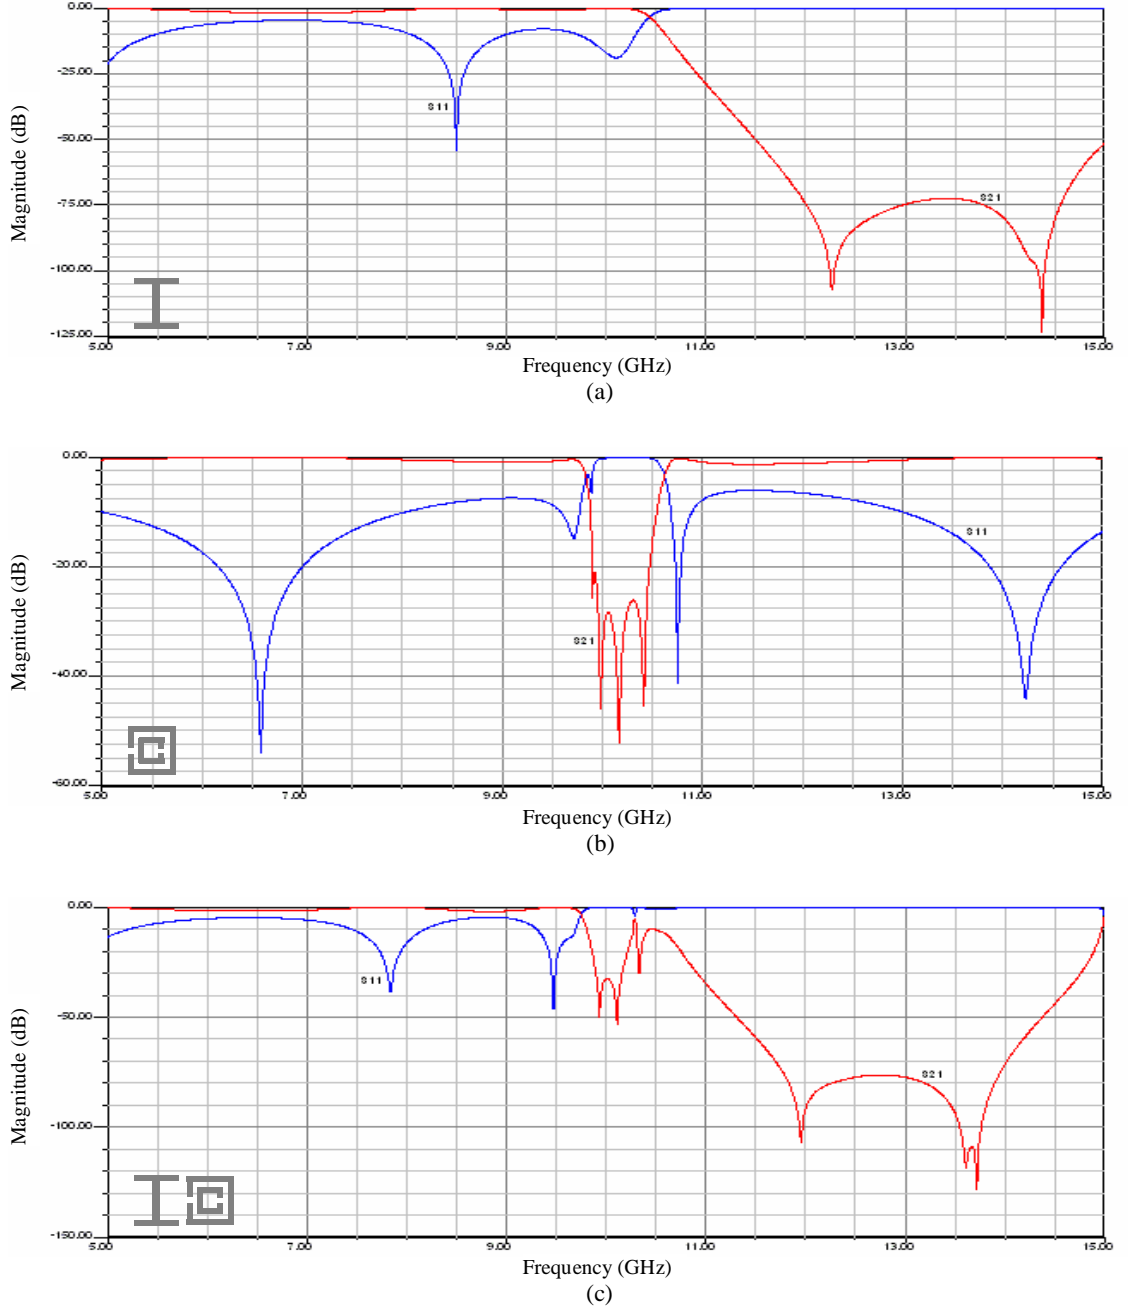 0.00
-25.00
S11
-50.00
Magnitude (dB)
-75.00
S21
-100.00
-125.00
5.00 7.00 9.00 11.00 13.00 15.00
Frequency (GHz)
(a)
0.00
S11
-20.00
Magnitude (dB)
S21
-40.00
-60.00
5.00 7.00 9.00 11.00 13.00 15.00
Frequency (GHz)
(b)
0.00
S11
-50.00
Magnitude (dB)
S21
-100.00
-150.00
5.00 7.00 9.00 11.00 13.00 15.00
Frequency (GHz)
(c)